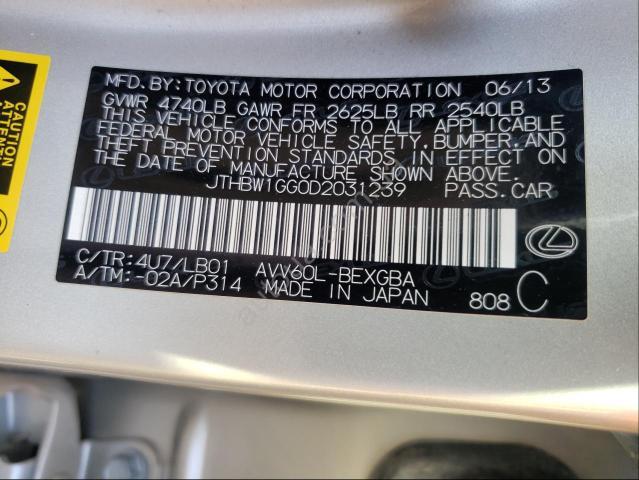 MFD. BY: TOYOTA MOTOR CORPORATION 06/13
GVWR 4740LB GAWR FR 2625LB RR 2540LB
THIS VEHICLE CONFORMS TO ALL APPLICABLE
FEDERAL MOTOR VEHICLE SAFETY, BUMPER, AND
THEFT PREVENTION STANDARDS IN EFFECT ON
THE DATE OF MANUFACTURE SHOWN ABOVE.
JTHBW1GG0D2031239 PASS. CAR
C/TR: 4U7/LB01 AVV60L-BEXGBA
A/TM: -02A/P314 MADE IN JAPAN 808 C